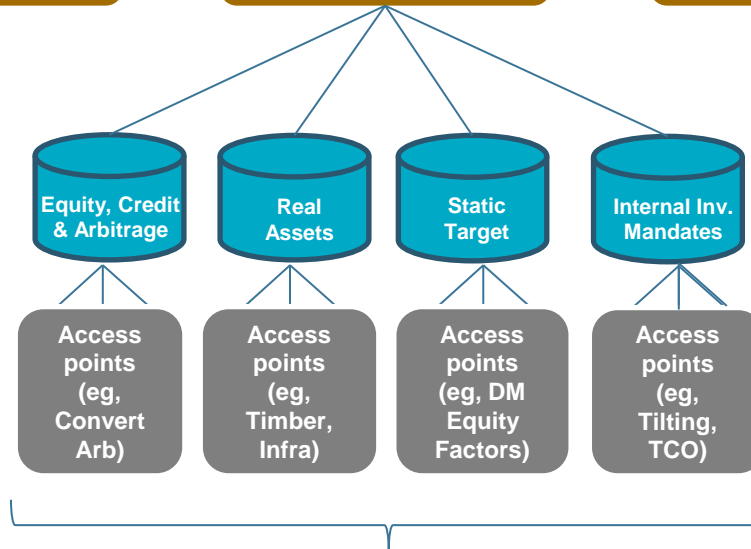 Equity, Credit
& Arbitrage
Real
Assets
Static
Target
Internal Inv.
Mandates
Access
points
(eg,
Convert
Arb)
Access
points
(eg,
Timber,
Infra)
Access
points
(eg, DM
Equity
Factors)
Access
points
(eg,
Tilting,
TCO)